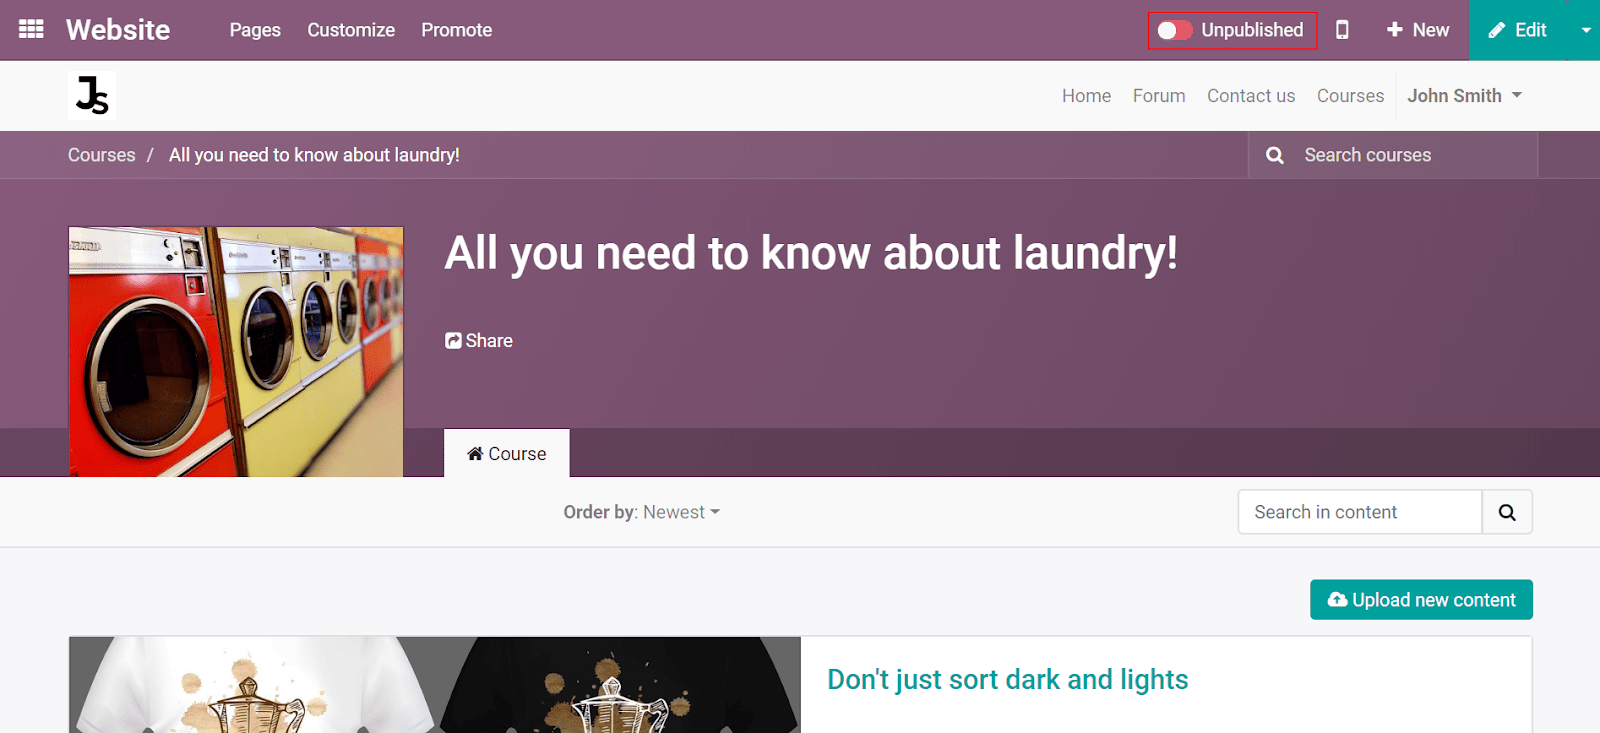 Website Pages Customize Promote Unpublished New Edit
Js Home Forum Contact us Courses John Smith
Courses / All you need to know about laundry! Search courses
All you need to know about laundry!
Share
Course
Order by: Newest Search in content
Upload new content
Don't just sort dark and lights